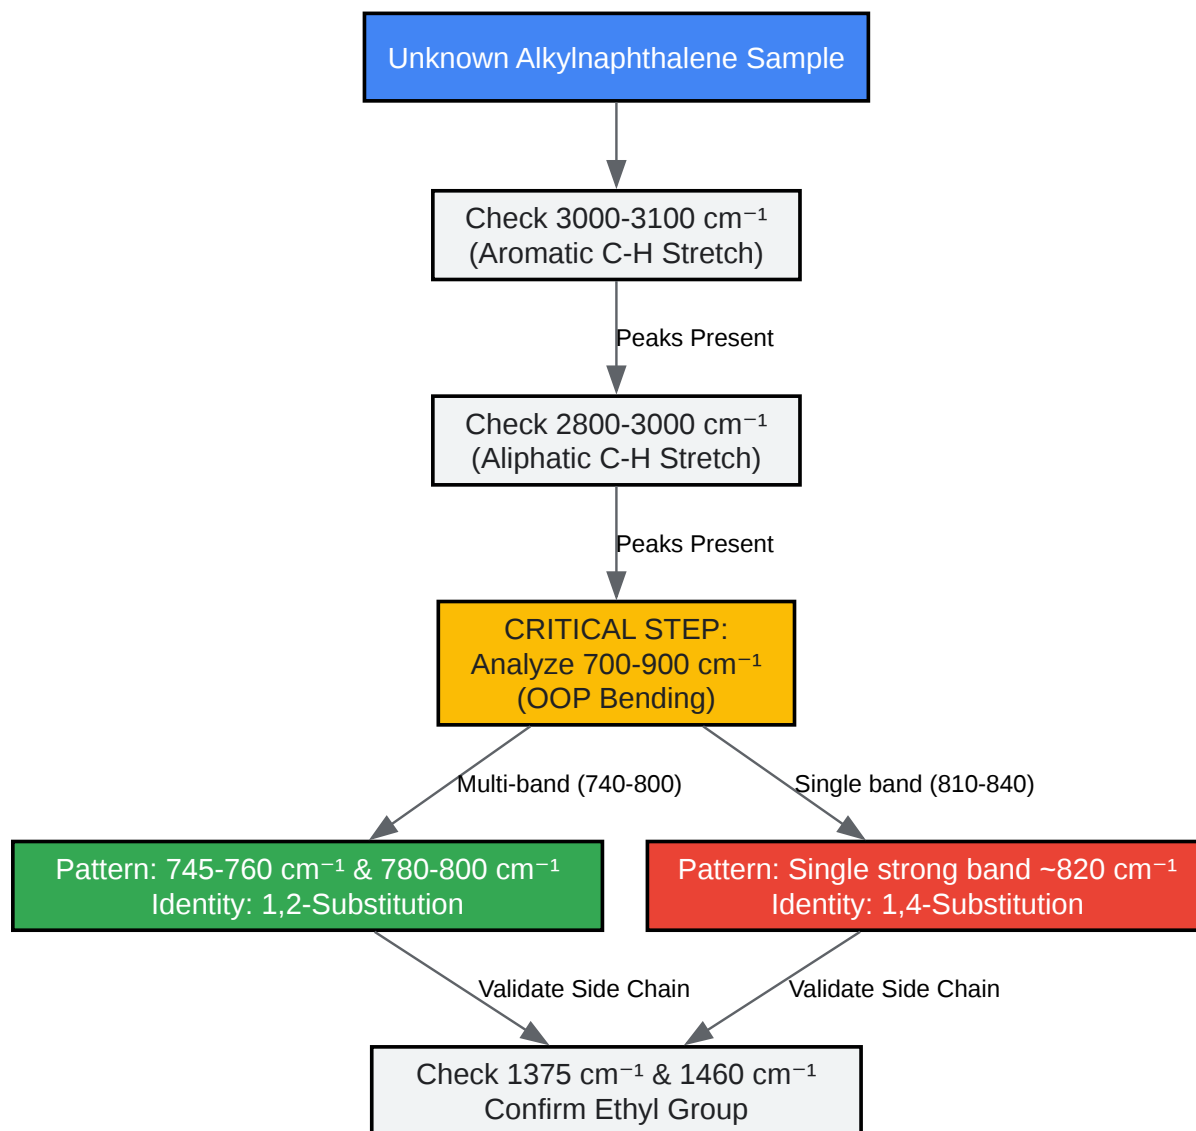 Unknown Alkylnaphthalene Sample
Check 3000-3100 cm⁻¹
(Aromatic C-H Stretch)
Peaks Present
Check 2800-3000 cm⁻¹
(Aliphatic C-H Stretch)
Peaks Present
CRITICAL STEP:
Analyze 700-900 cm⁻¹
(OOP Bending)
Multi-band (740-800)
Single band (810-840)
Pattern: 745-760 cm⁻¹ & 780-800 cm⁻¹
Identity: 1,2-Substitution
Pattern: Single strong band ~820 cm⁻¹
Identity: 1,4-Substitution
Validate Side Chain
Validate Side Chain
Check 1375 cm⁻¹ & 1460 cm⁻¹
Confirm Ethyl Group